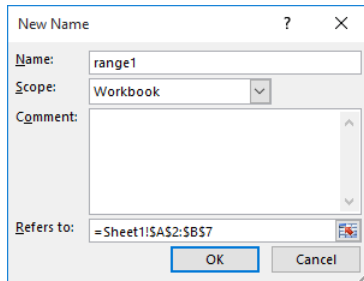 New Name ? X
Name: range1
Scope: Workbook
Comment:
Refers to: =Sheet1!$A$2:$B$7
OK Cancel